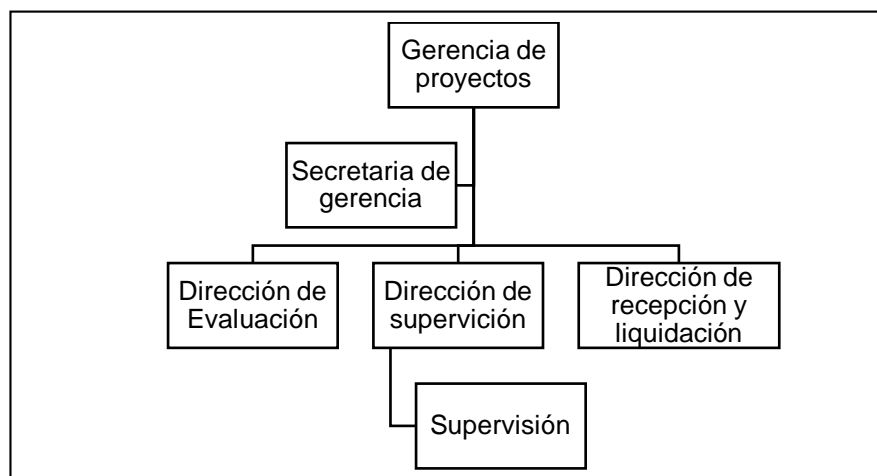 Gerencia de
proyectos
Secretaria de
gerencia
Dirección de
Evaluación
Dirección de
supervición
Dirección de
recepción y
liquidación
Supervisión